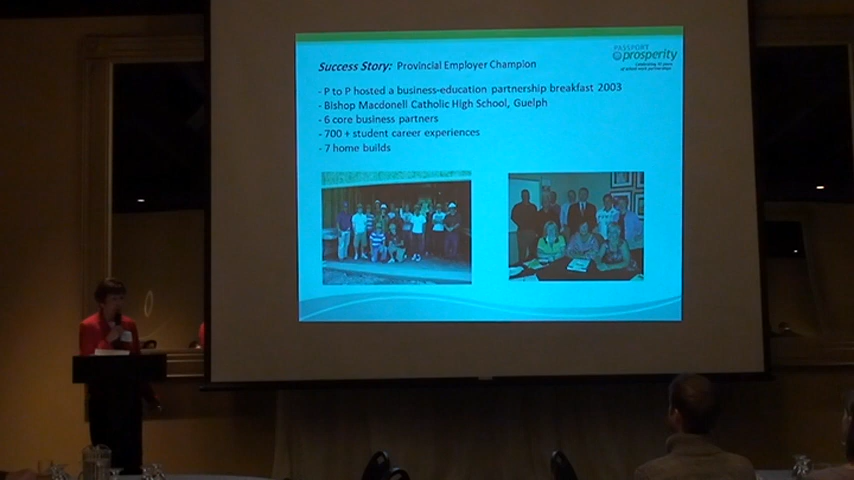 PASSPORT
prosperity
Success Story: Provincial Employer Champion
- P to P hosted a business-education partnership breakfast 2003
- Bishop Macdonell Catholic High School, Guelph
- 6 core business partners
- 700 + student career experiences
- 7 home builds